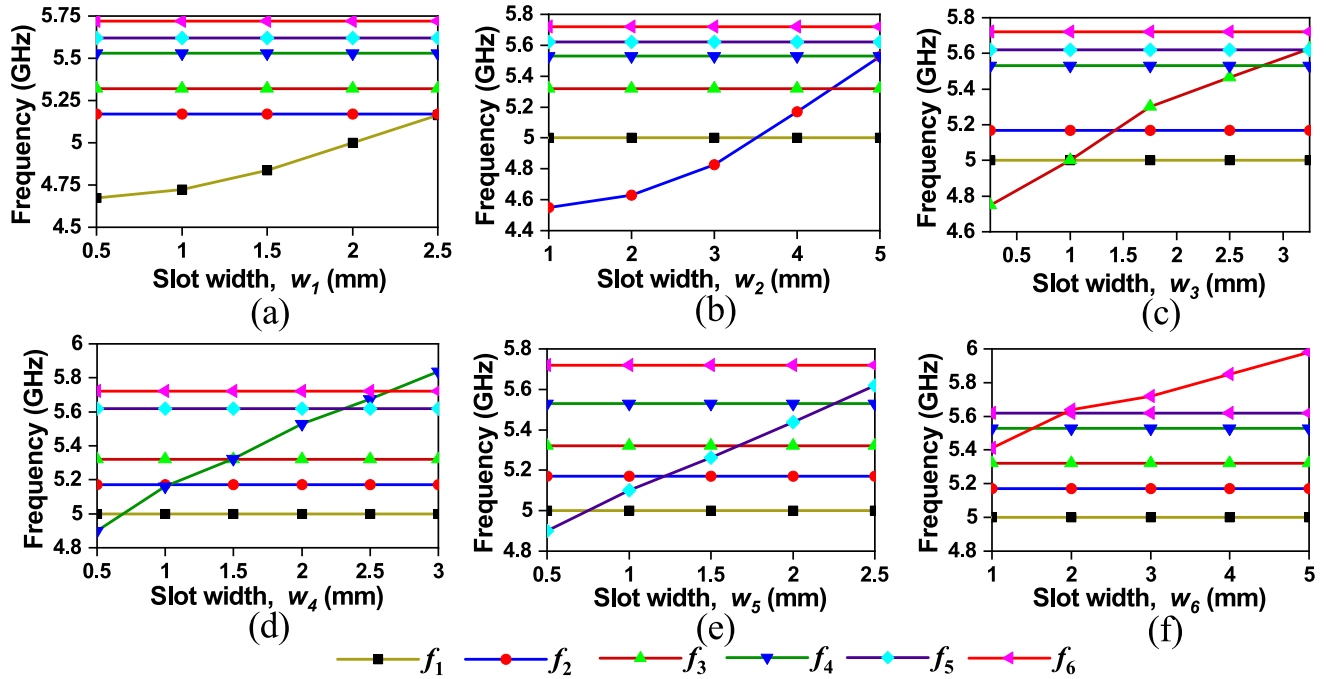 5.75
5.5
5.25
5
4.75
4.5
Frequency (GHz)
0.5 1 1.5 2 2.5
Slot width, w1 (mm)
(a)
5.8
5.6
5.4
5.2
5
4.8
4.6
4.4
Frequency (GHz)
1 2 3 4 5
Slot width, w2 (mm)
(b)
5.8
5.6
5.4
5.2
5
4.8
4.6
Frequency (GHz)
0.5 1 1.5 2 2.5 3
Slot width, w3 (mm)
(c)
6
5.8
5.6
5.4
5.2
5
4.8
Frequency (GHz)
0.5 1 1.5 2 2.5 3
Slot width, w4 (mm)
(d)
5.8
5.6
5.4
5.2
5
4.8
Frequency (GHz)
0.5 1 1.5 2 2.5
Slot width, w5 (mm)
(e)
6
5.8
5.6
5.4
5.2
5
4.8
Frequency (GHz)
1 2 3 4 5
Slot width, w6 (mm)
(f)
f1 f2 f3 f4 f5 f6